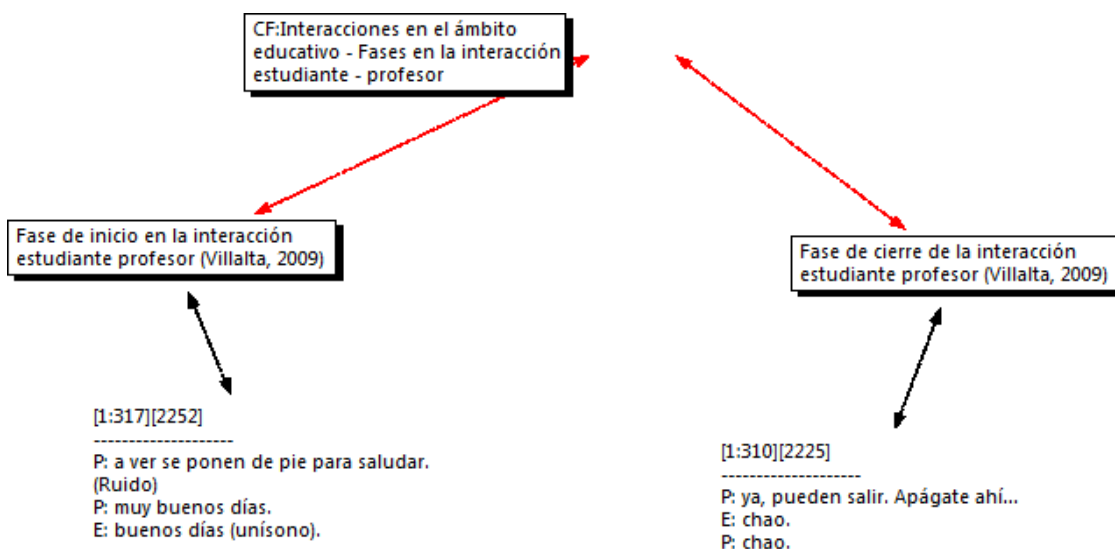 CF:Interacciones en el ámbito
educativo - Fases en la interacción
estudiante - profesor
Fase de inicio en la interacción
estudiante profesor (Villalta, 2009)
Fase de cierre de la interacción
estudiante profesor (Villalta, 2009)
[1:317][2252]
--------------------
P: a ver se ponen de pie para saludar.
(Ruido)
P: muy buenos días.
E: buenos días (unísono).
[1:310][2225]
--------------------
P: ya, pueden salir. Apágate ahí...
E: chao.
P: chao.